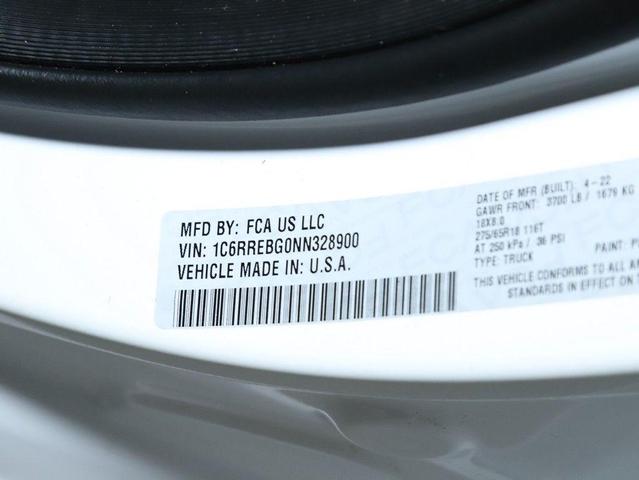 MFD BY: FCA US LLC
VIN: 1C6RREBG0NN328900
VEHICLE MADE IN: U.S.A.
DATE OF MFR (BUILT): 4-22
GAWR FRONT: 3700 LB / 1679 KG
18X8.0
275/65R18 116T
AT 250 kPa / 36 PSI
TYPE: TRUCK
PAINT:
THIS VEHICLE CONFORMS TO ALL
STANDARDS IN EFFECT ON